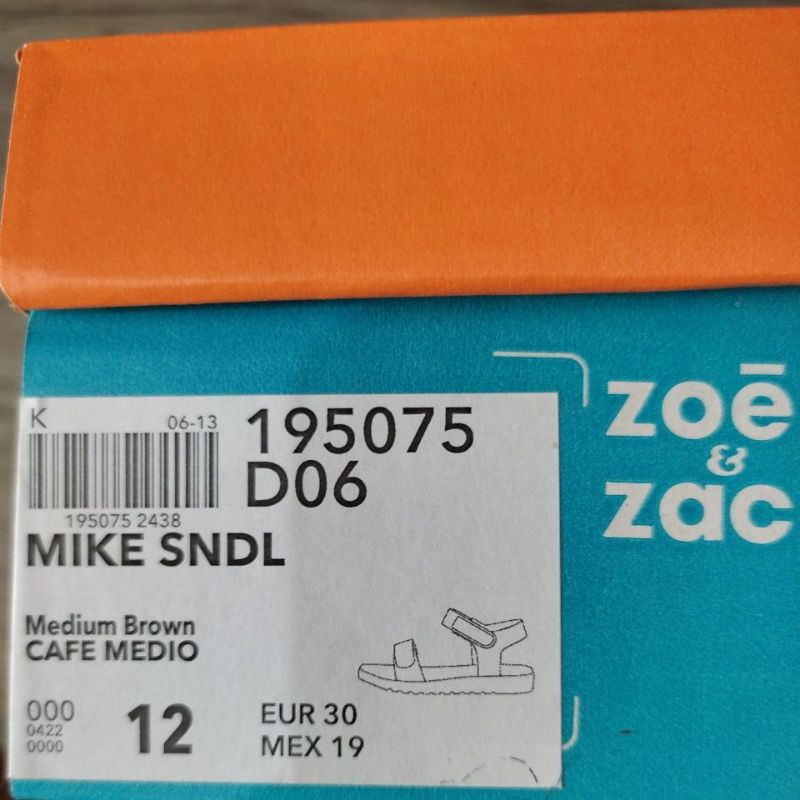 zoē
&
zac
K 06-13
195075
D06
195075 2438
MIKE SNDL
Medium Brown
CAFE MEDIO
000
0422
0000
12
EUR 30
MEX 19